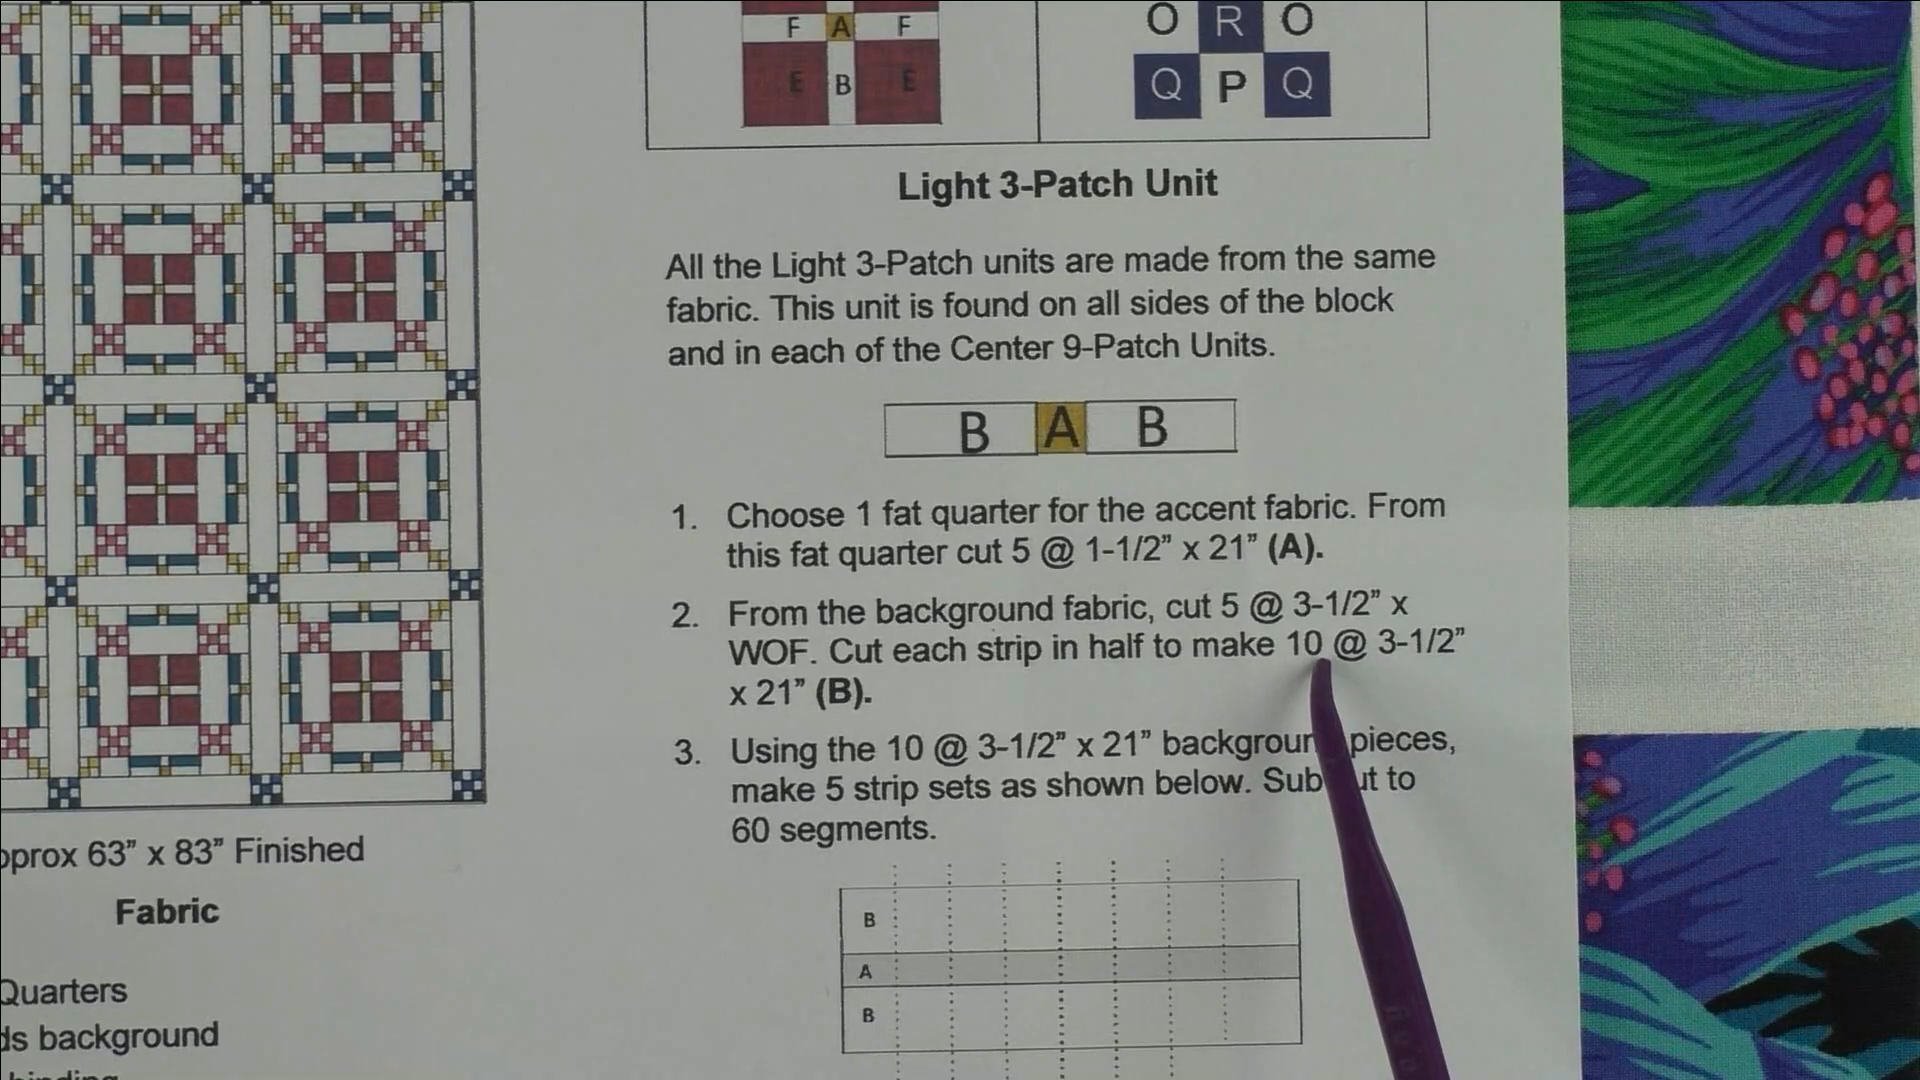 F A F
E B E
O R O
Q P Q
Light 3-Patch Unit
All the Light 3-Patch units are made from the same
fabric. This unit is found on all sides of the block
and in each of the Center 9-Patch Units.
B A B
1. Choose 1 fat quarter for the accent fabric. From
this fat quarter cut 5 @ 1-1/2” x 21” (A).
2. From the background fabric, cut 5 @ 3-1/2” x
WOF. Cut each strip in half to make 10 @ 3-1/2”
x 21” (B).
3. Using the 10 @ 3-1/2” x 21” backgroun pieces,
make 5 strip sets as shown below. Sub ut to
60 segments.
B
A
B
pprox 63” x 83” Finished
Fabric
Quarters
ds background